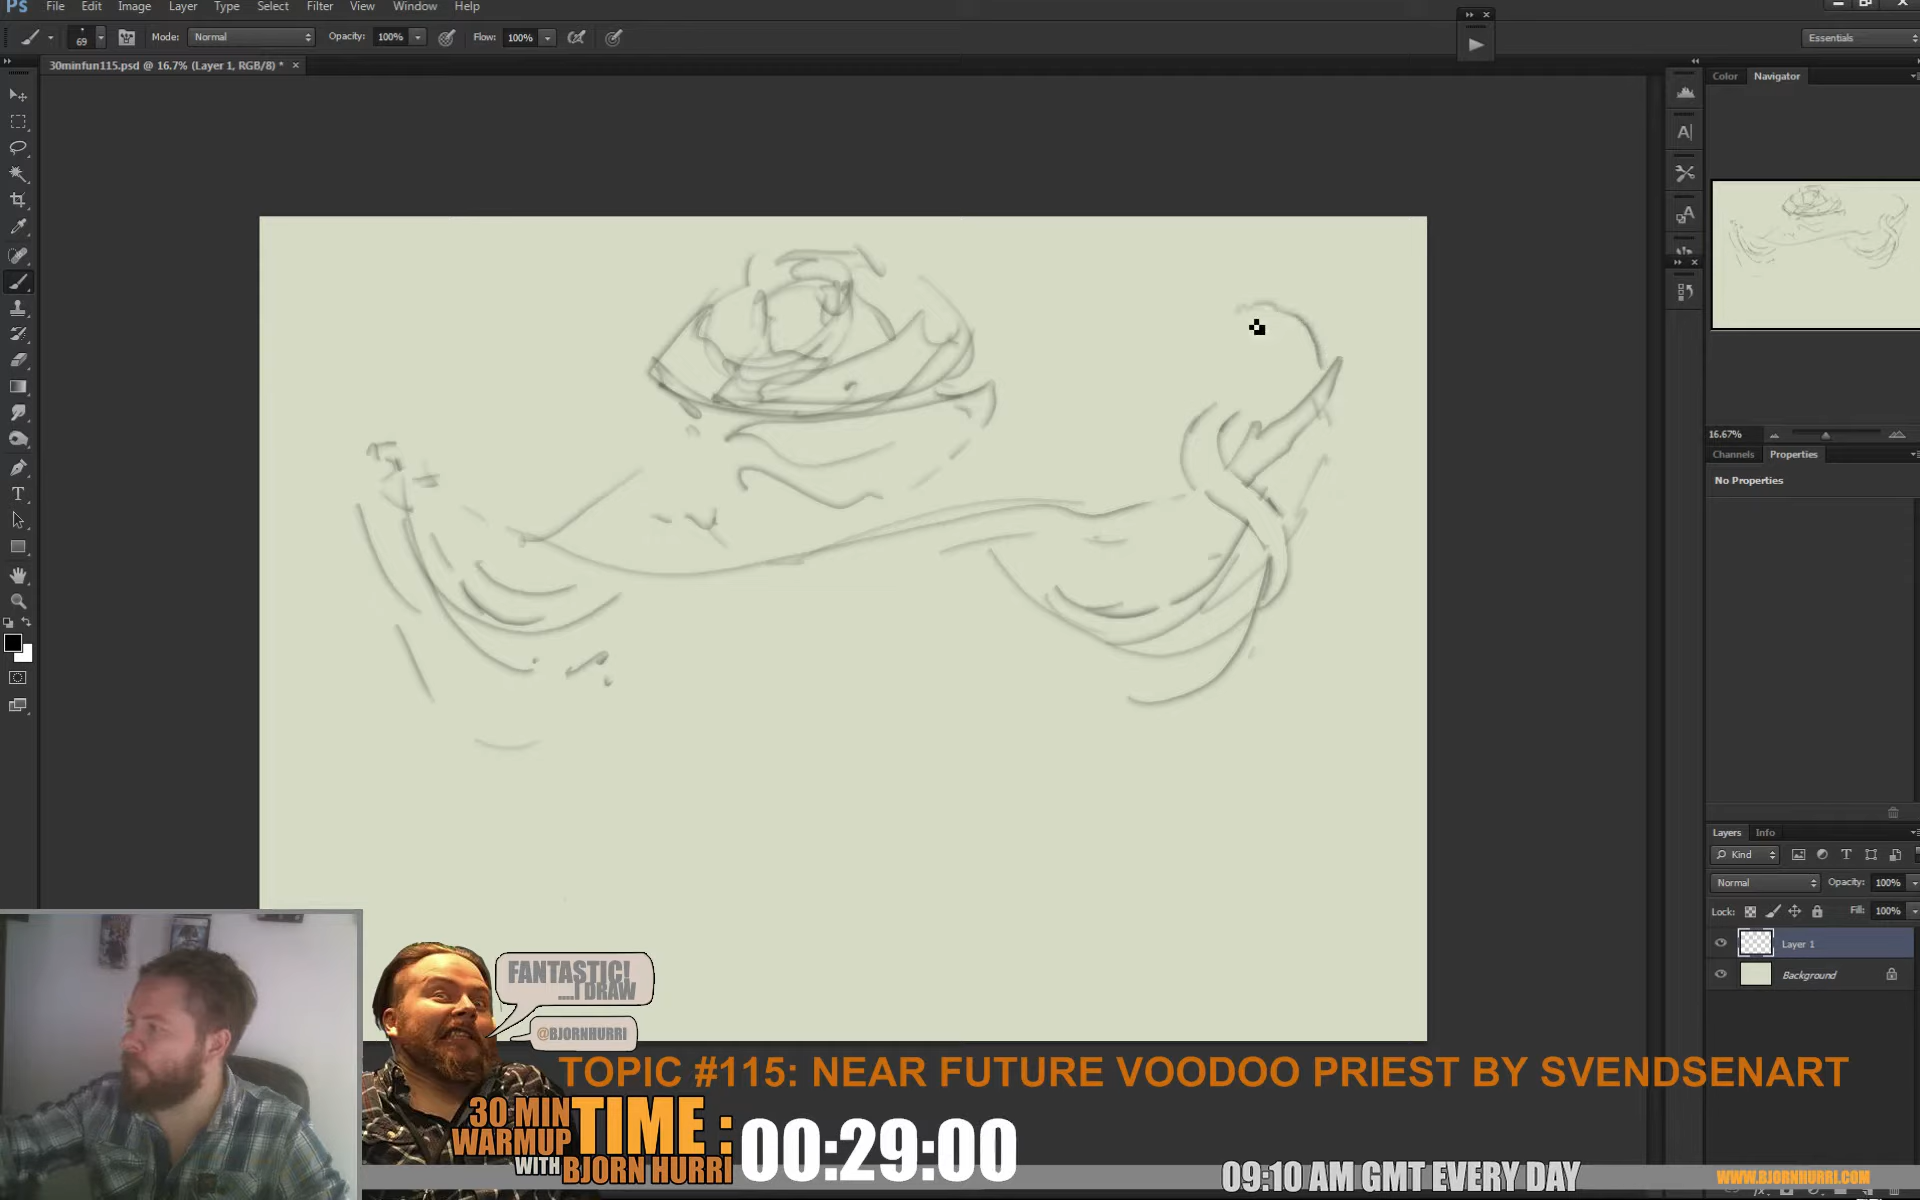 Ps File Edit Image Layer Type Select Filter View Window Help
69 Mode: Normal Opacity: 100% Flow: 100% Essentials
30minfun115.psd @ 16.7% (Layer 1, RGB/8) * ×
Color Navigator
16.67%
Channels Properties
No Properties
Layers Info
Kind
Normal Opacity: 100%
Lock: Fill: 100%
Layer 1
Background
FANTASTIC!
....I DRAW
@BJORNHURRI
TOPIC #115: NEAR FUTURE VOODOO PRIEST BY SVENDSENART
30 MIN
WARMUP
WITH BJORN HURRI
TIME : 00:29:00
09:10 AM GMT EVERY DAY
WWW.BJORNHURRI.COM